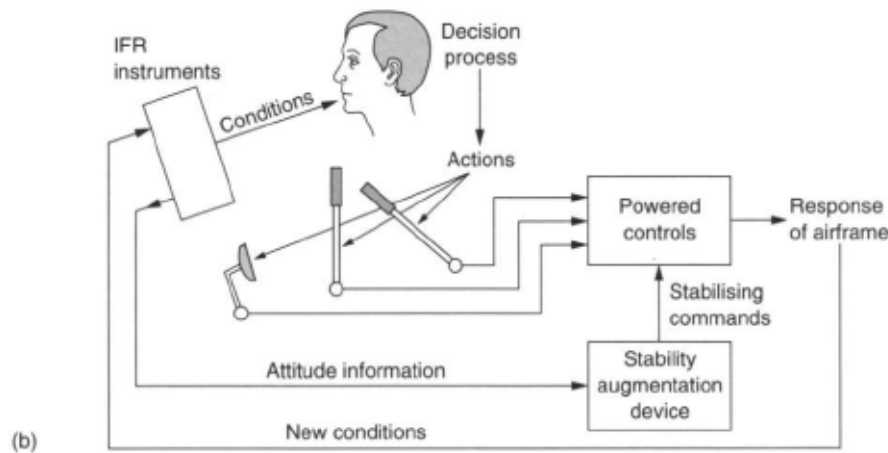 IFR
instruments
Conditions
Decision
process
Actions
Powered
controls
Response
of airframe
Stabilising
commands
Attitude information
Stability
augmentation
device
New conditions
(b)